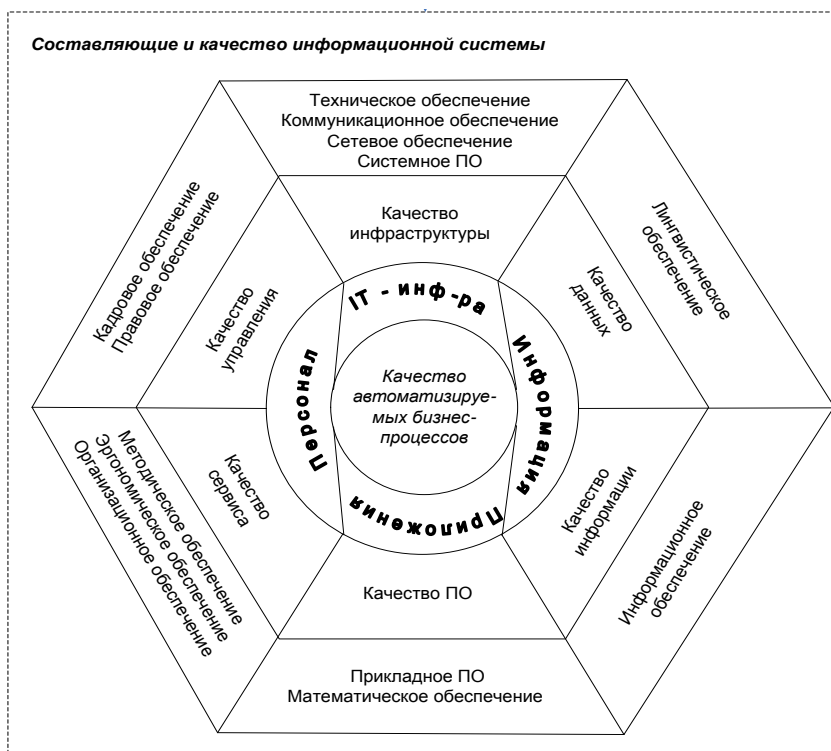 Составляющие и качество информационной системы
Техническое обеспечение
Коммуникационное обеспечение
Сетевое обеспечение
Системное ПО
Качество
инфраструктуры
Кадровое обеспечение
Правовое обеспечение
Качество
управления
Лингвистическое
обеспечение
Качество
данных
IT - инф-ра
Персонал
Информация
Приложения
Качество
автоматизируе-
мых бизнес-
процессов
Методическое обеспечение
Эргономическое обеспечение
Организационное обеспечение
Качество
сервиса
Качество
информации
Информационное
обеспечение
Качество ПО
Прикладное ПО
Математическое обеспечение